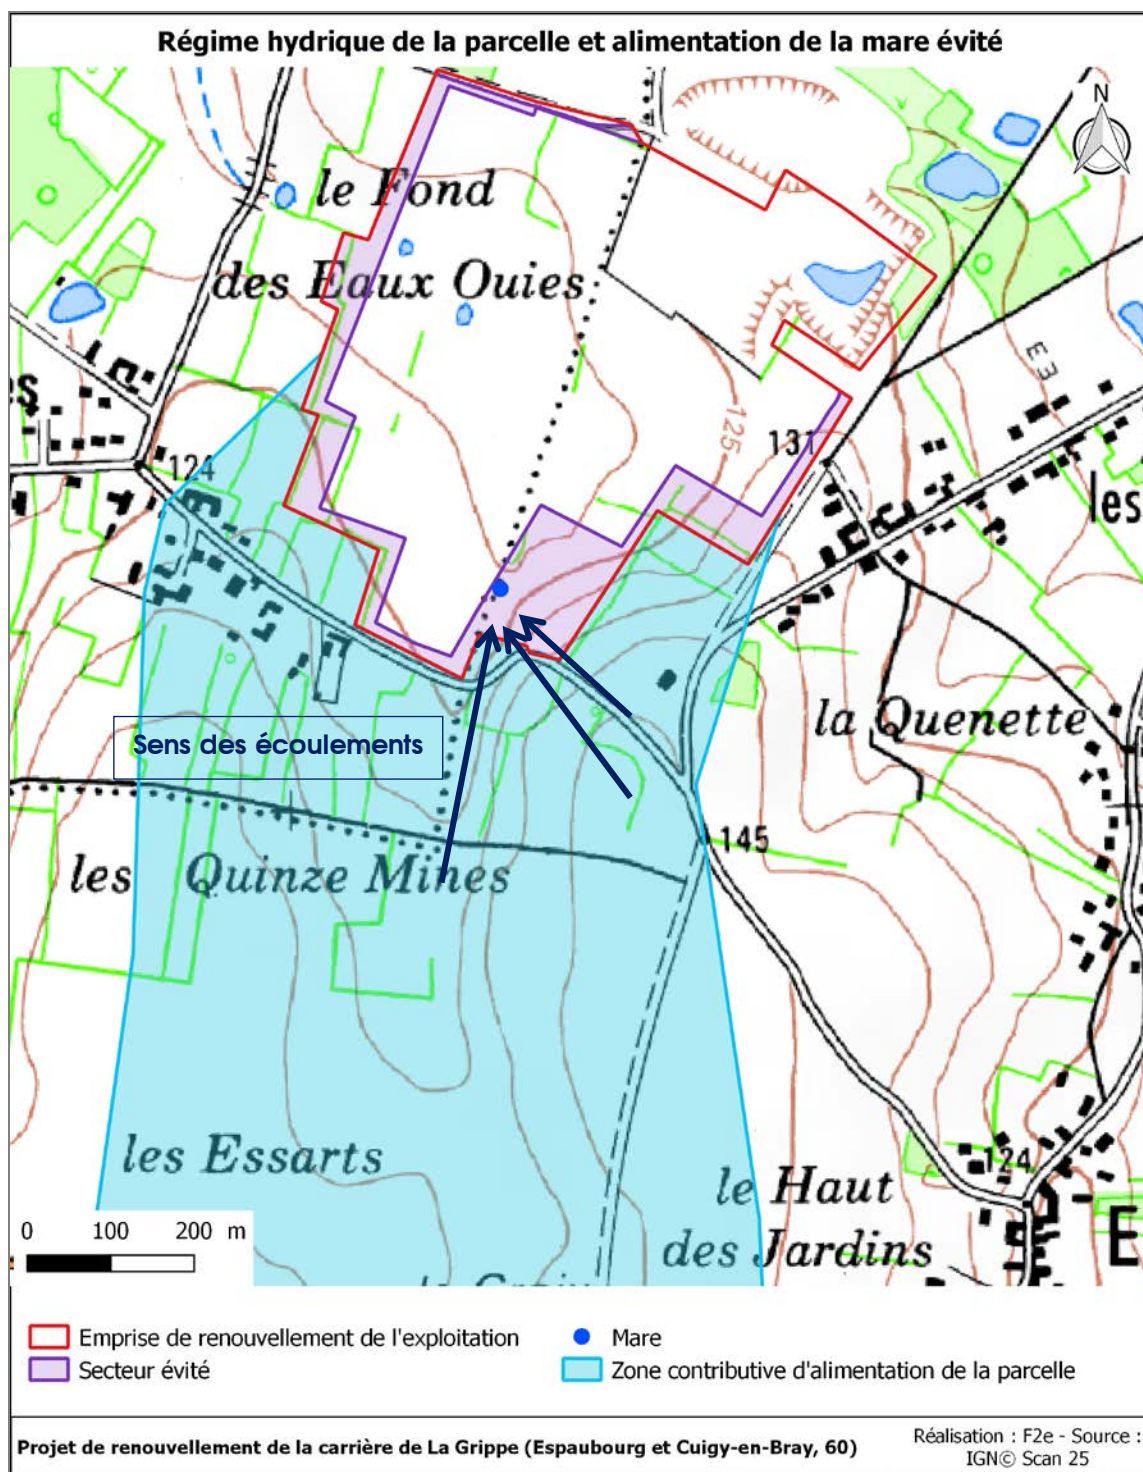 Régime hydrique de la parcelle et alimentation de la mare évité
N
le Fond
des Eaux Ouies
E3
125
131
124
les
la Quenette
Sens des écoulements
145
les Quinze Mines
les Essarts
124
le Haut
des Jardins
E
0 100 200 m
Emprise de renouvellement de l'exploitation
Mare
Secteur évité
Zone contributive d'alimentation de la parcelle
Projet de renouvellement de la carrière de La Grippe (Espaubourg et Cuigy-en-Bray, 60)
Réalisation : F2e - Source :
IGN© Scan 25